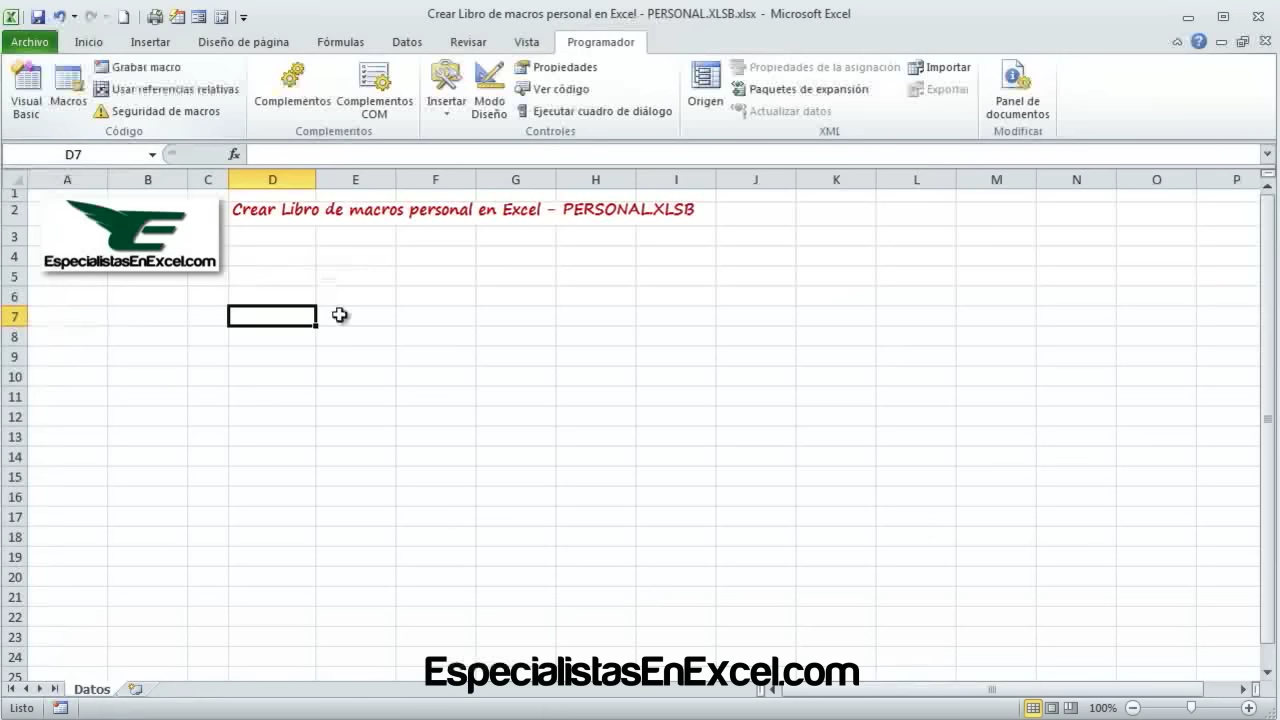 Crear Libro de macros personal en Excel - PERSONAL.XLSB.xlsx - Microsoft Excel
Archivo Inicio Insertar Diseño de página Fórmulas Datos Revisar Vista Programador
Visual Basic
Macros
Grabar macro
Usar referencias relativas
Seguridad de macros
Código
Complementos
Complementos COM
Complementos
Insertar
Modo Diseño
Propiedades
Ver código
Ejecutar cuadro de diálogo
Controles
Origen
Propiedades de la asignación
Paquetes de expansión
Actualizar datos
Importar
Exportar
XML
Panel de documentos
Modificar
D7 fx
A B C D E F G H I J K L M N O P
1
2 Crear Libro de macros personal en Excel - PERSONAL.XLSB
EspecialistasEnExcel.com
3
4
5
6
7
8
9
10
11
12
13
14
15
16
17
18
19
20
21
22
23
24
25
EspecialistasEnExcel.com
Datos
Listo 100%